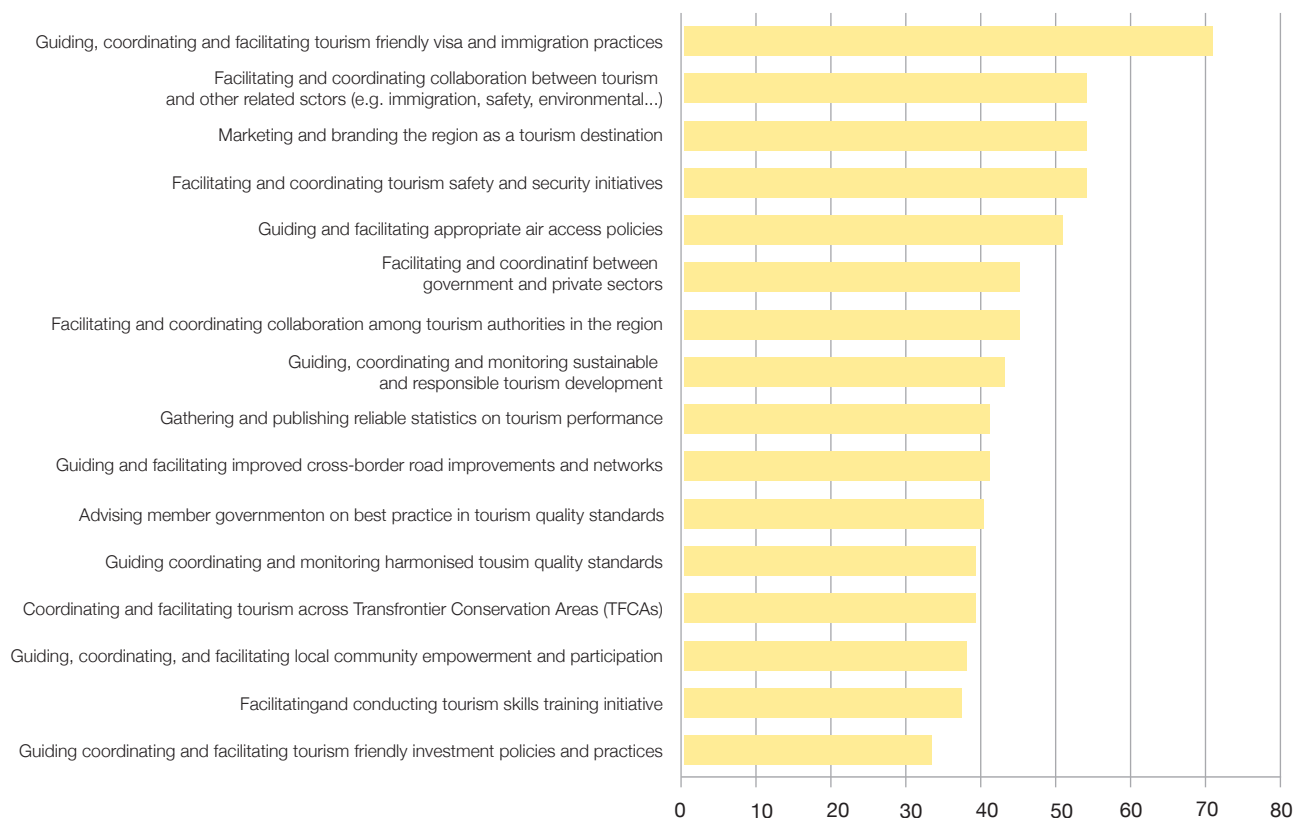 Guiding, coordinating and facilitating tourism friendly visa and immigration practices
Facilitating and coordinating collaboration between tourism
and other related sctors (e.g. immigration, safety, environmental...)
Marketing and branding the region as a tourism destination
Facilitating and coordinating tourism safety and security initiatives
Guiding and facilitating appropriate air access policies
Facilitating and coordinatinf between
government and private sectors
Facilitating and coordinating collaboration among tourism authorities in the region
Guiding, coordinating and monitoring sustainable
and responsible tourism development
Gathering and publishing reliable statistics on tourism performance
Guiding and facilitating improved cross-border road improvements and networks
Advising member governmenton on best practice in tourism quality standards
Guiding coordinating and monitoring harmonised tousim quality standards
Coordinating and facilitating tourism across Transfrontier Conservation Areas (TFCAs)
Guiding, coordinating, and facilitating local community empowerment and participation
Facilitatingand conducting tourism skills training initiative
Guiding coordinating and facilitating tourism friendly investment policies and practices
0 10 20 30 40 50 60 70 80